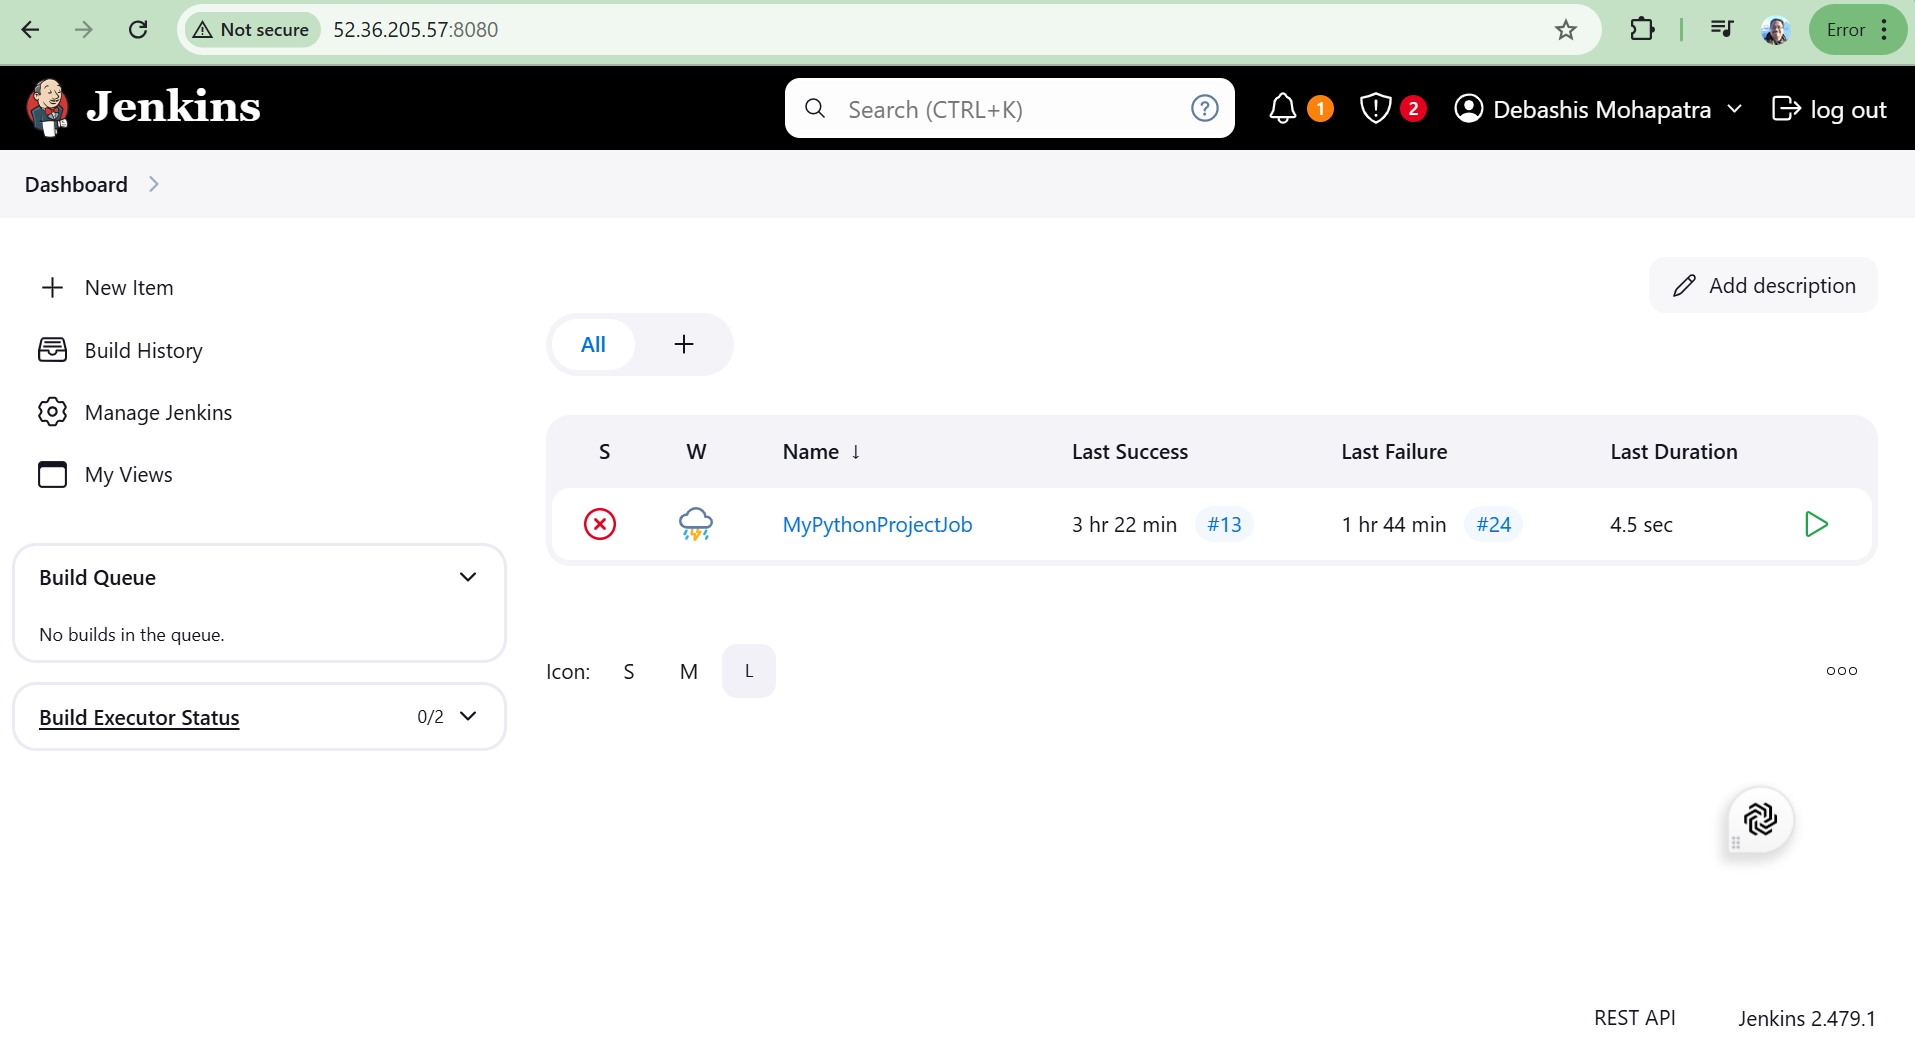 Not secure
52.36.205.57:8080
Error
Jenkins
Search (CTRL+K)
1
2
Debashis Mohapatra
log out
Dashboard
New Item
Build History
Manage Jenkins
My Views
Build Queue
No builds in the queue.
Build Executor Status
0/2
Add description
All
S W Name ↓ Last Success Last Failure Last Duration
MyPythonProjectJob 3 hr 22 min #13 1 hr 44 min #24 4.5 sec
Icon: S M L
REST API
Jenkins 2.479.1